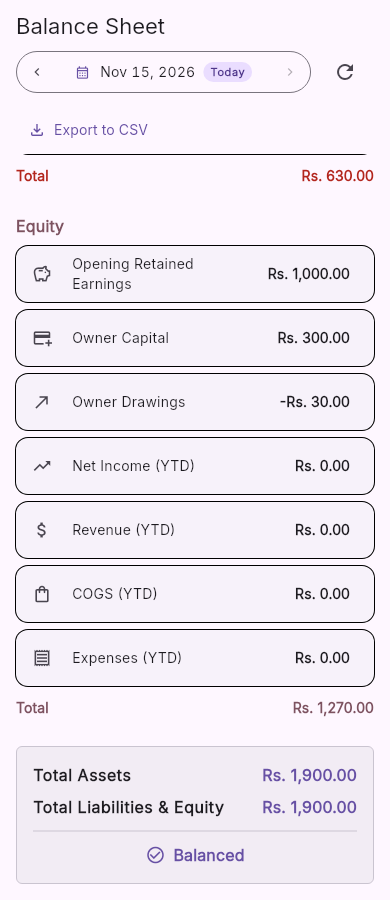 Balance Sheet
Nov 15, 2026 Today
Export to CSV
Total Rs. 630.00
Equity
Opening Retained
Earnings Rs. 1,000.00
Owner Capital Rs. 300.00
Owner Drawings -Rs. 30.00
Net Income (YTD) Rs. 0.00
Revenue (YTD) Rs. 0.00
COGS (YTD) Rs. 0.00
Expenses (YTD) Rs. 0.00
Total Rs. 1,270.00
Total Assets Rs. 1,900.00
Total Liabilities & Equity Rs. 1,900.00
Balanced